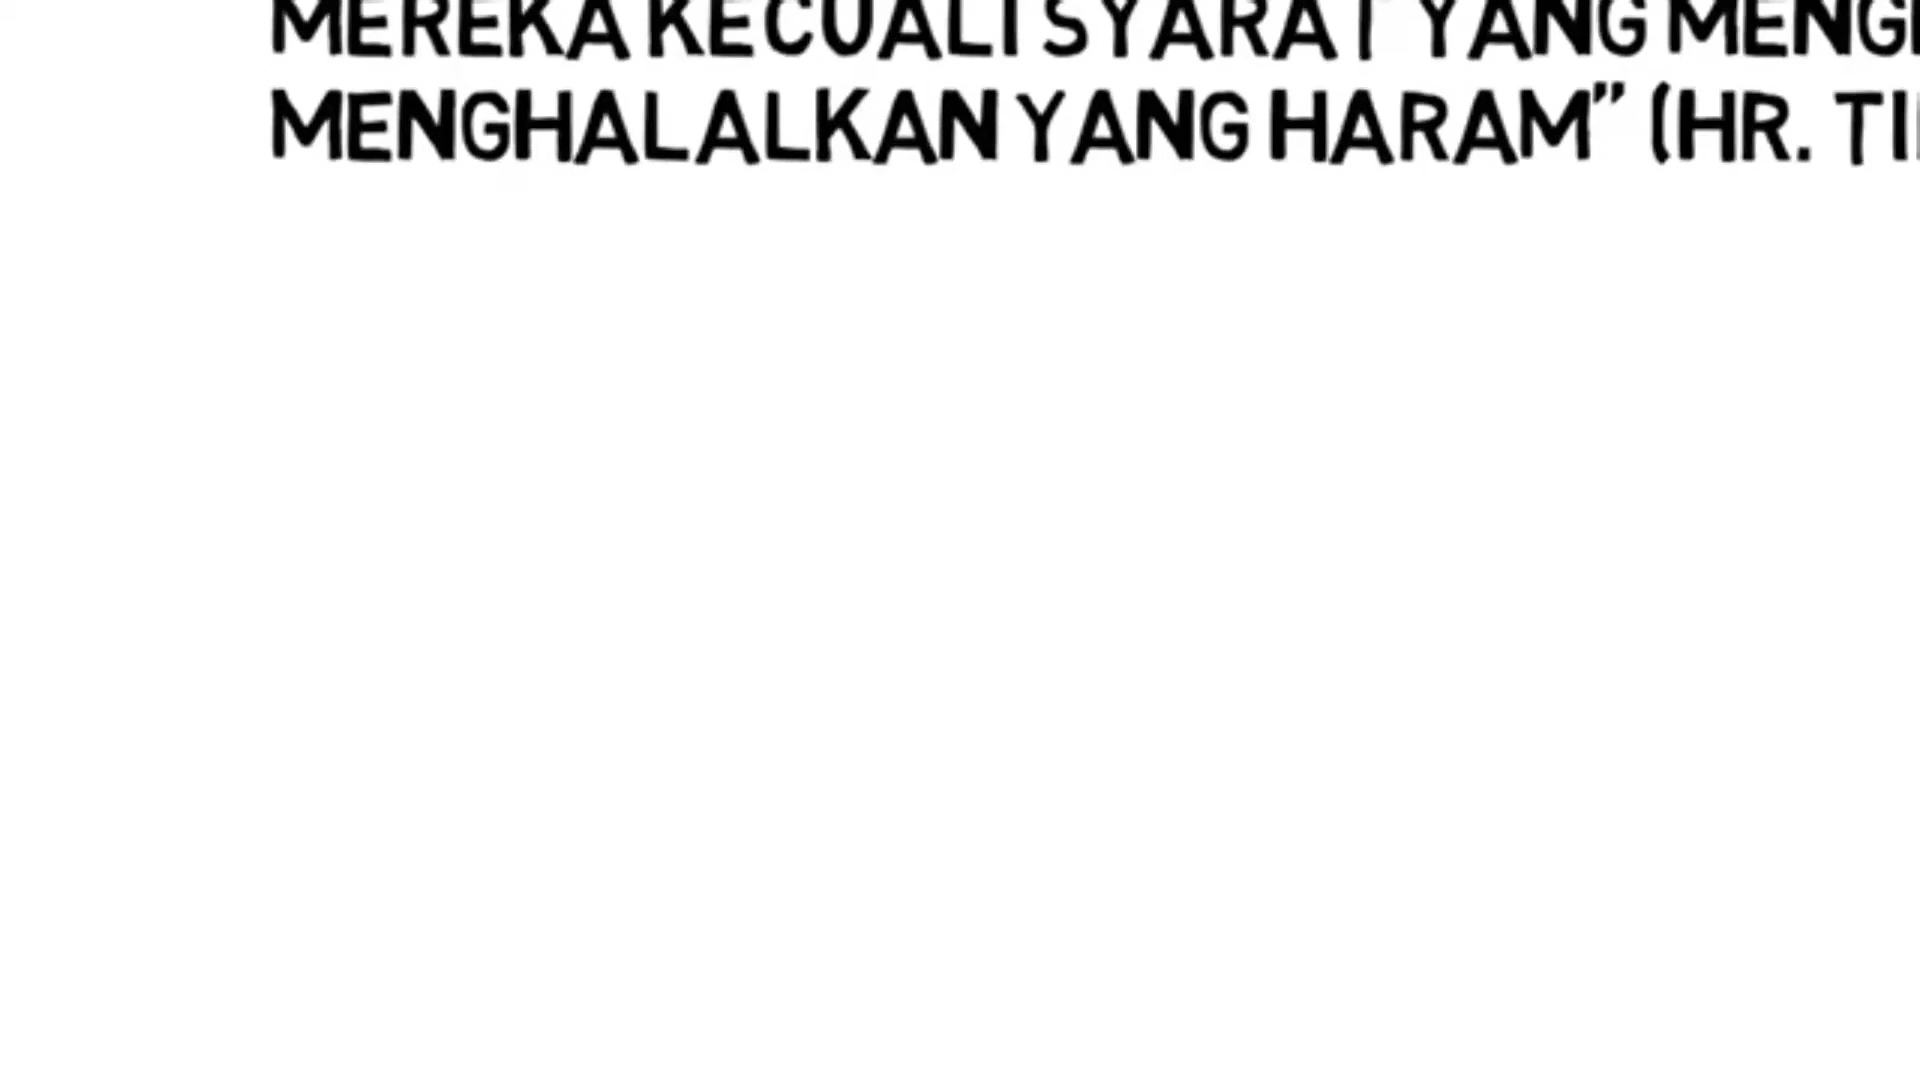 MEREKA KECUALI SYARAT YANG
MENGHALALKAN YANG HARAM” (HR.